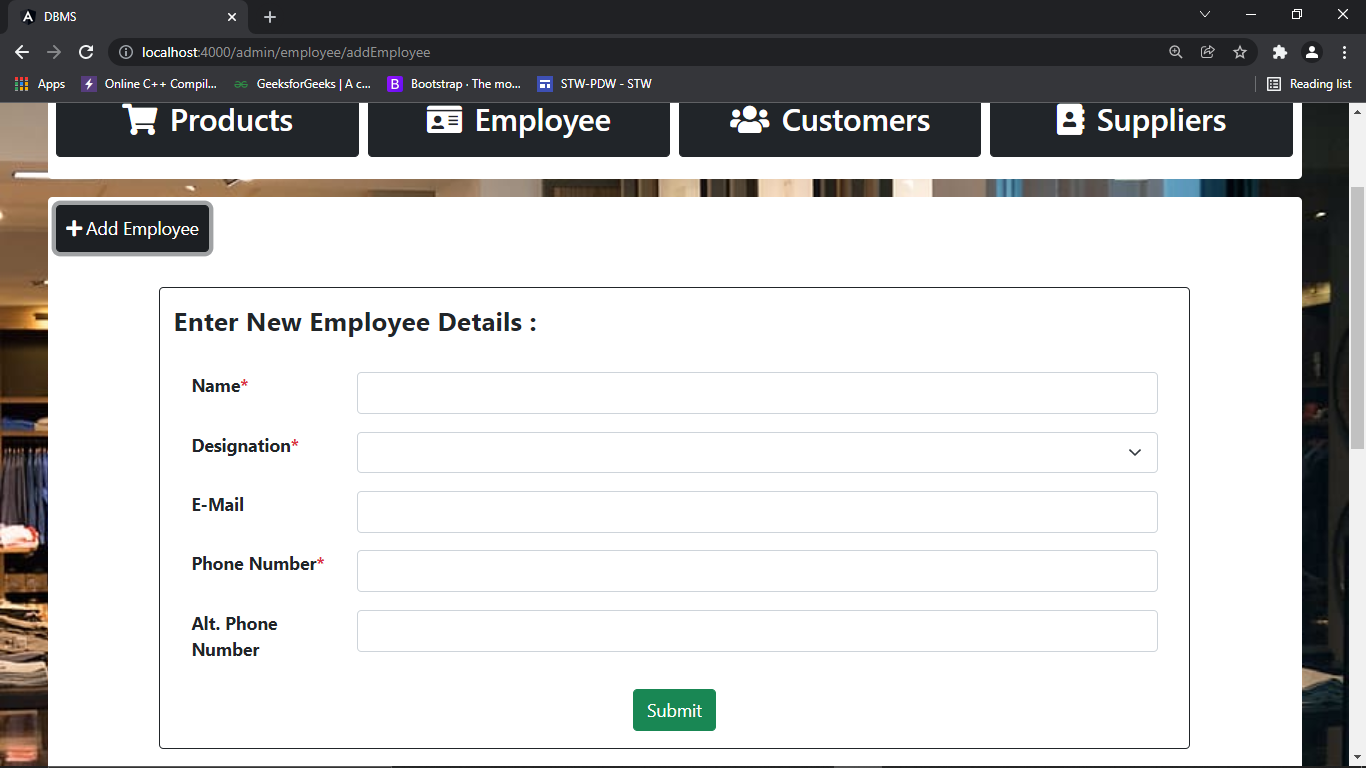 DBMS
localhost:4000/admin/employee/addEmployee
Apps
Online C++ Compil...
GeeksforGeeks | A c...
B
Bootstrap · The mo...
STW-PDW - STW
Reading list
Products
Employee
Customers
Suppliers
Add Employee
Enter New Employee Details :
Name*
Designation*
E-Mail
Phone Number*
Alt. Phone
Number
Submit